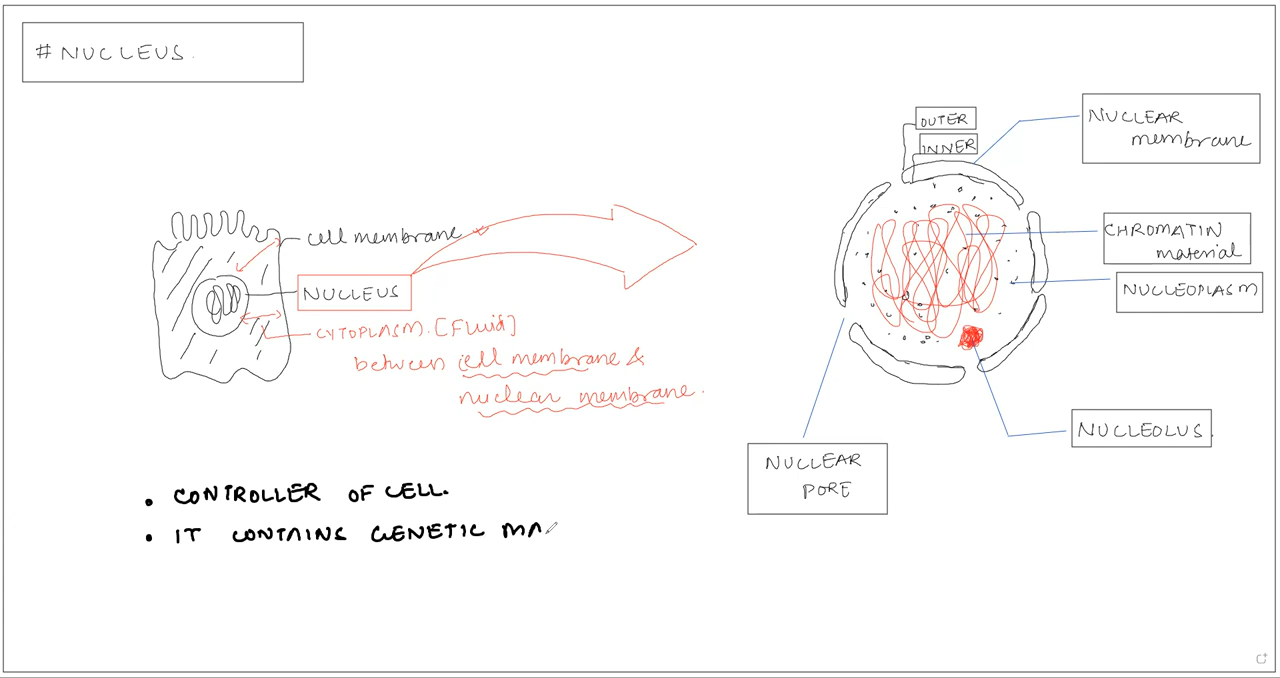 # NUCLEUS.
OUTER
INNER
NUCLEAR
membrane
cell membrane
CHROMATIN
material
NUCLEUS
NUCLEOPLASM
CYTOPLASM. [Fluid]
between cell membrane &
nuclear membrane.
NUCLEOLUS.
NUCLEAR
PORE
• CONTROLLER OF CELL.
• IT CONTAINS GENETIC MA